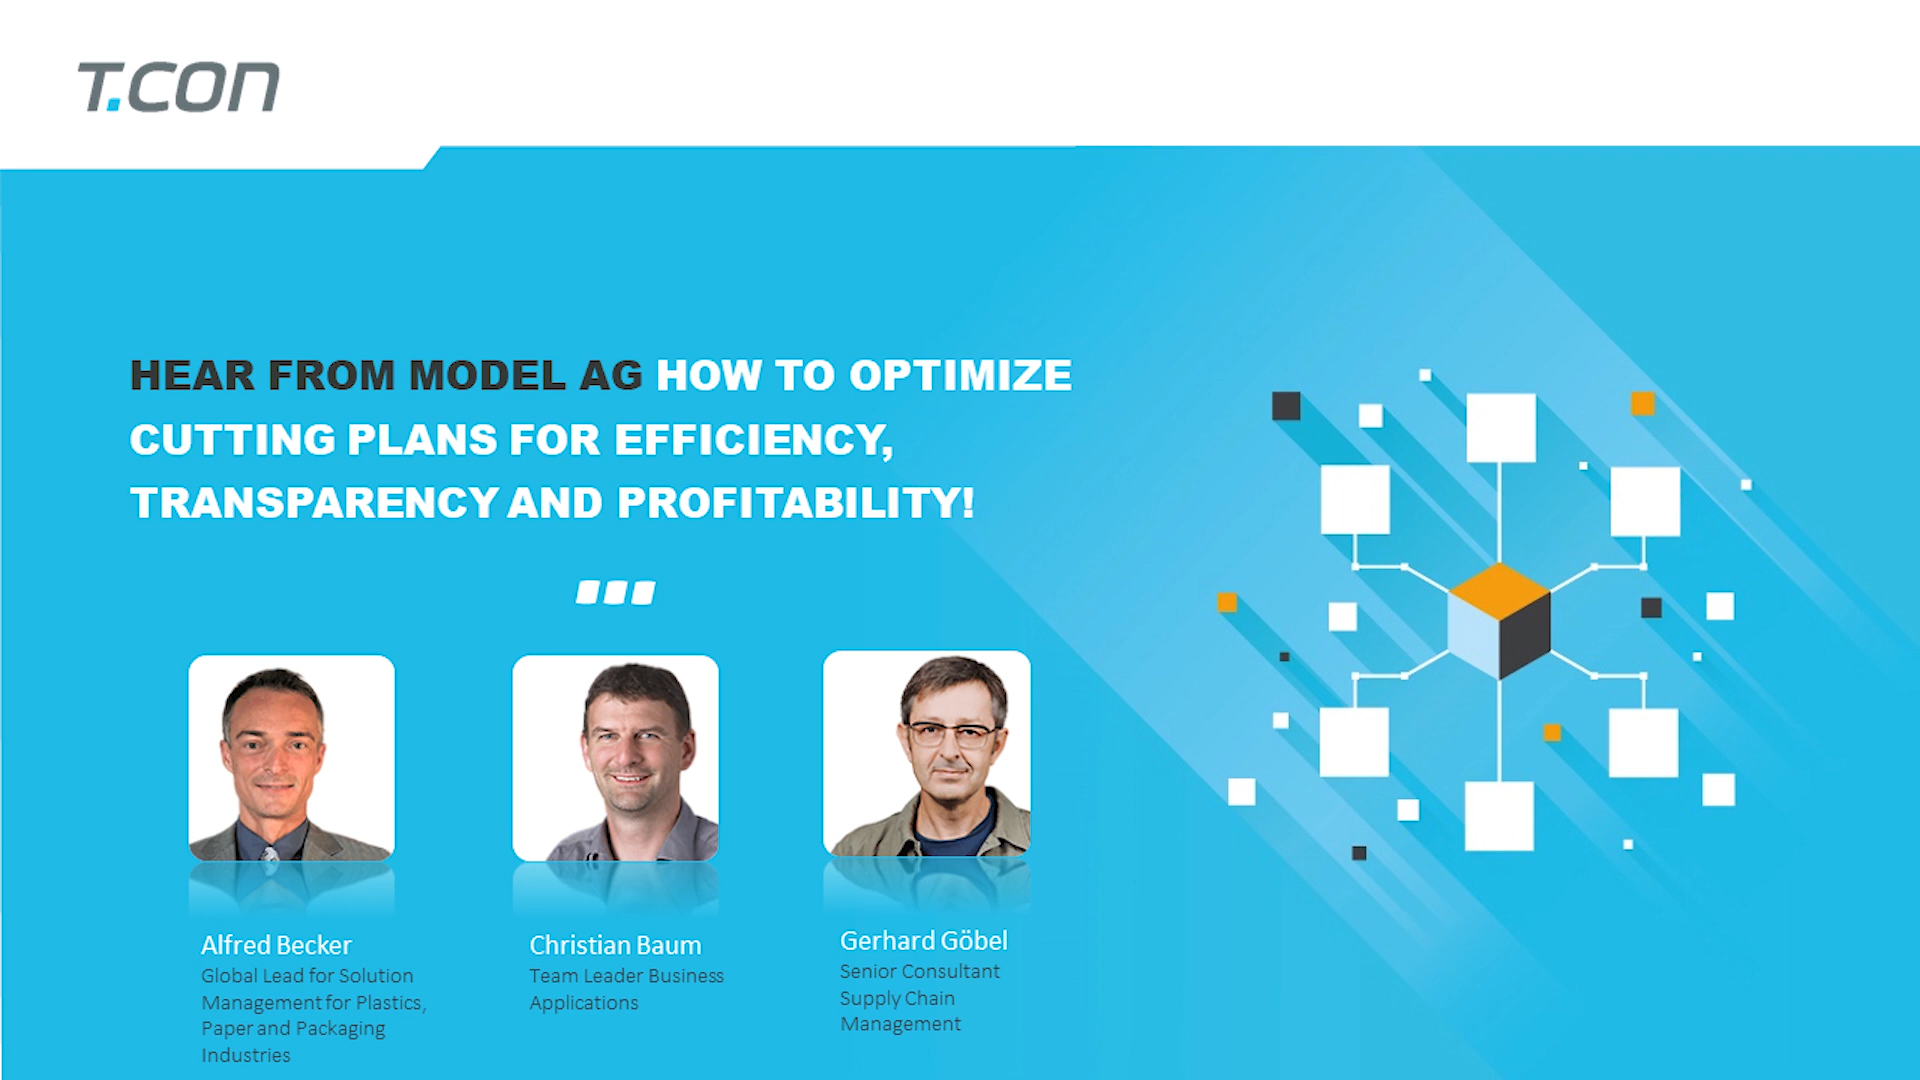 T.CON
HEAR FROM MODEL AG HOW TO OPTIMIZE
CUTTING PLANS FOR EFFICIENCY,
TRANSPARENCY AND PROFITABILITY!
Alfred Becker
Global Lead for Solution
Management for Plastics,
Paper and Packaging
Industries
Christian Baum
Team Leader Business
Applications
Gerhard Göbel
Senior Consultant
Supply Chain
Management